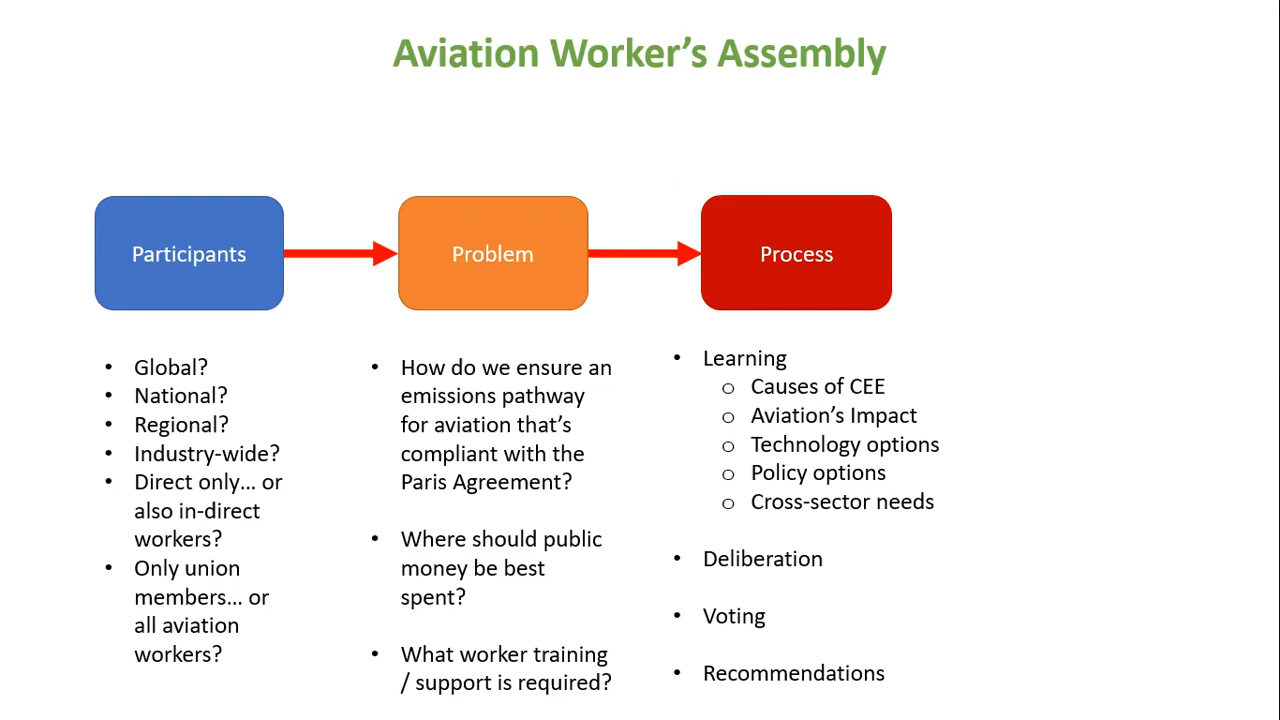 Aviation Worker’s Assembly
Participants
Problem
Process
• Global?
• National?
• Regional?
• Industry-wide?
• Direct only… or
also in-direct
workers?
• Only union
members… or
all aviation
workers?
• How do we ensure an
emissions pathway
for aviation that’s
compliant with the
Paris Agreement?
• Where should public
money be best
spent?
• What worker training
/ support is required?
• Learning
o Causes of CEE
o Aviation’s Impact
o Technology options
o Policy options
o Cross-sector needs
• Deliberation
• Voting
• Recommendations